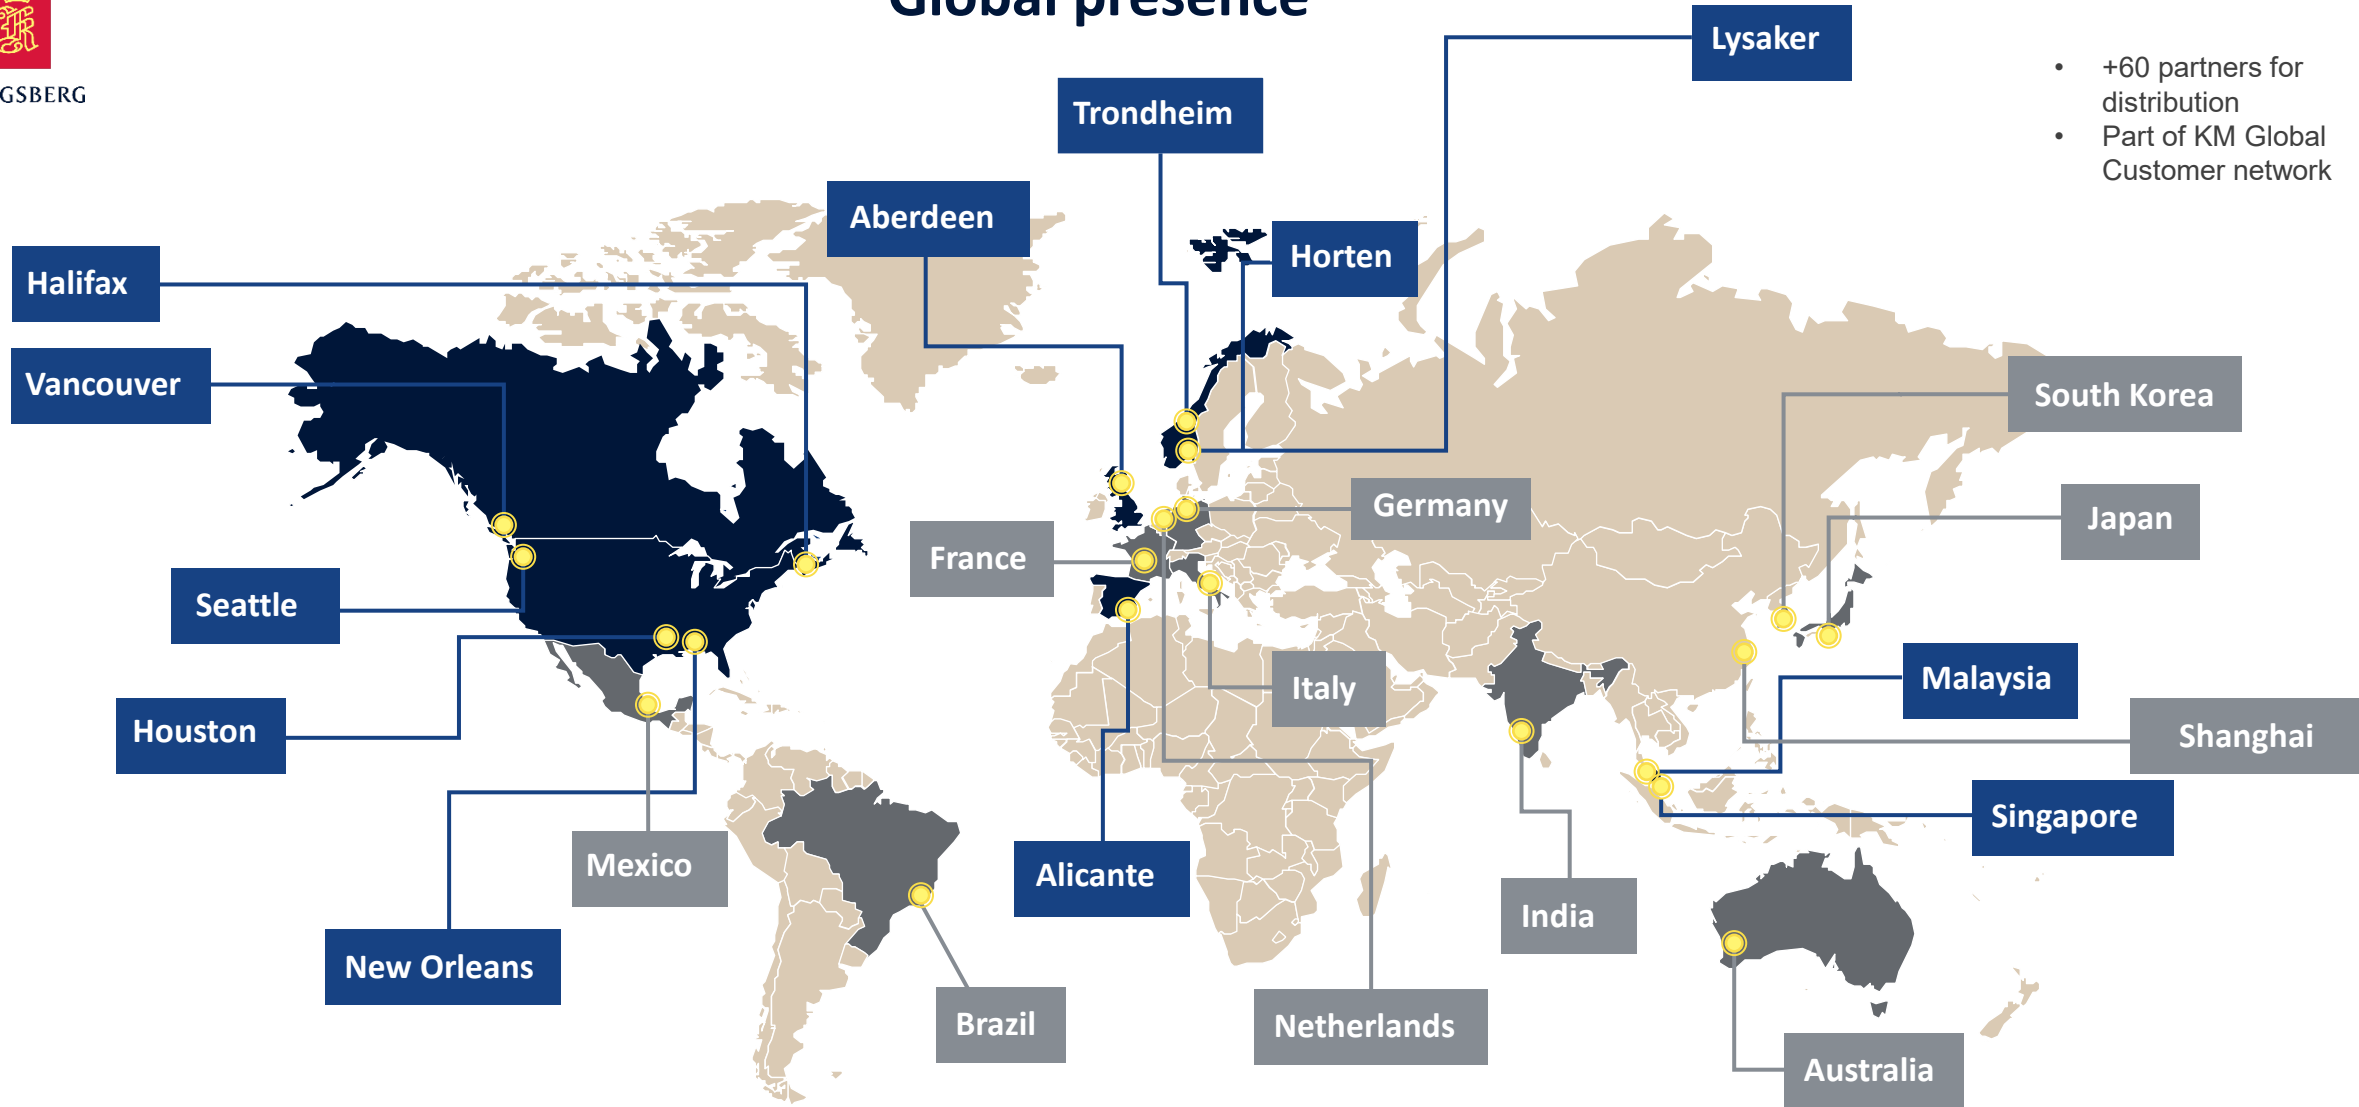 Global presence
GSBERG
Lysaker
• +60 partners for
distribution
• Part of KM Global
Customer network
Trondheim
Aberdeen
Horten
Halifax
Vancouver
South Korea
Germany
Japan
France
Seattle
Italy
Malaysia
Houston
Shanghai
Singapore
Mexico
Alicante
India
New Orleans
Brazil
Netherlands
Australia